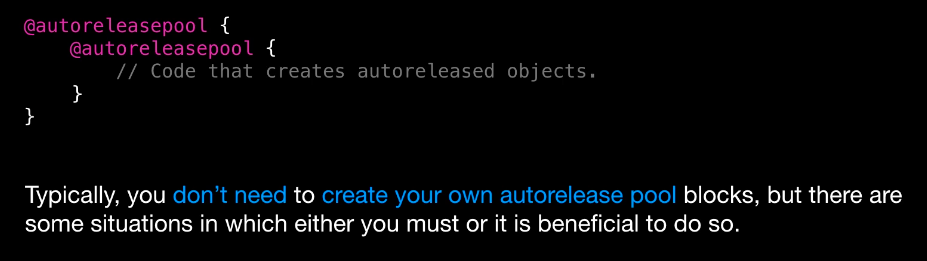 @autoreleasepool {
    @autoreleasepool {
        // Code that creates autoreleased objects.
    }
}
Typically, you don’t need to create your own autorelease pool blocks, but there are
some situations in which either you must or it is beneficial to do so.